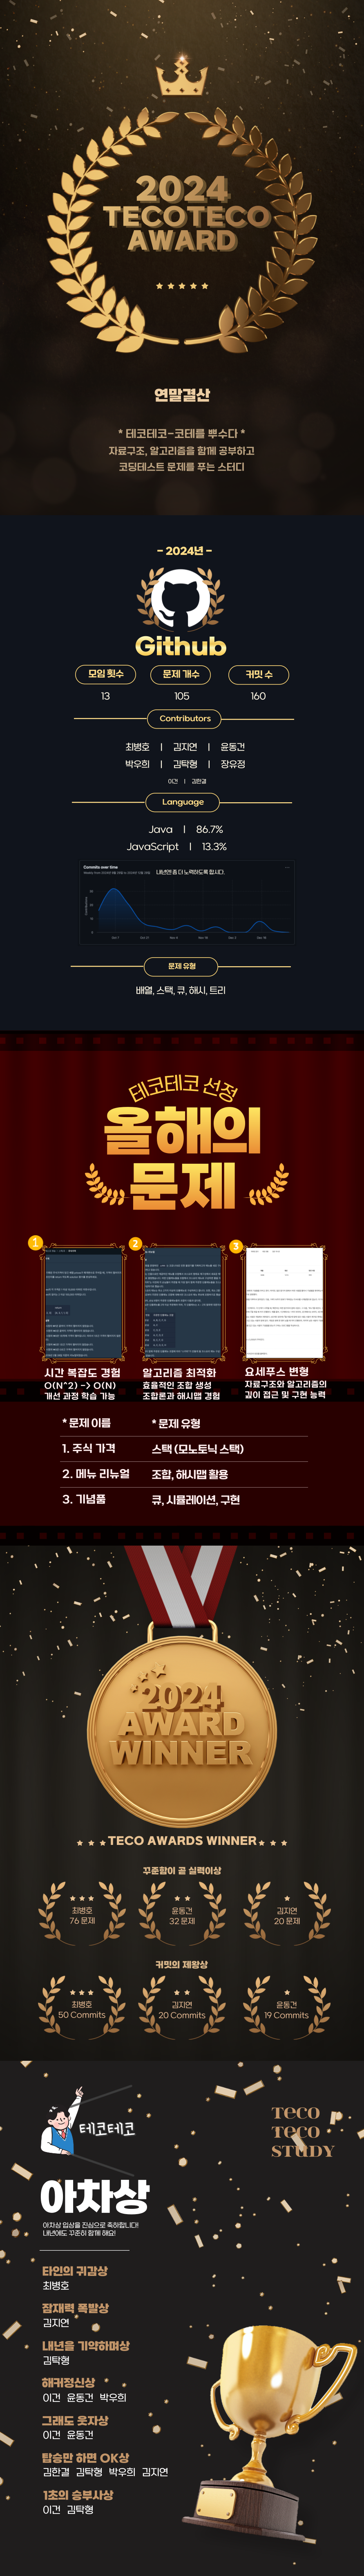 2024
TECOTECO
AWARD
연말결산
* 테코테코-코테를 뿌수다 *
자료구조, 알고리즘을 함께 공부하고
코딩테스트 문제를 푸는 스터디
- 2024년 -
Github
모임 횟수 문제 개수 커밋 수
13 105 160
Contributors
최병호 | 김지연 | 윤동건
박우희 | 김탁형 | 장유정
이건 | 김한결
Language
Java | 86.7%
JavaScript | 13.3%
Commits over time
내년엔 좀 더 노력하도록 합시다.
문제 유형
배열, 스택, 큐, 해시, 트리
테코테코 선정
올해의
문제
1 2 3
시간 복잡도 경험 알고리즘 최적화 요세푸스 변형
O(N^2) -> O(N) 효율적인 조합 생성 자료구조와 알고리즘의
개선 과정 학습 가능 조합론과 해시맵 경험 깊이 접근 및 구현 능력
* 문제 이름 * 문제 유형
1. 주식 가격 스택 (모노토닉 스택)
2. 메뉴 리뉴얼 조합, 해시맵 활용
3. 기념품 큐, 시뮬레이션, 구현
2024
AWARD
WINNER
TECO AWARDS WINNER
꾸준함이 곧 실력이상
최병호 윤동건 김지연
76 문제 32 문제 20 문제
커밋의 제왕상
최병호 김지연 윤동건
50 Commits 20 Commits 19 Commits
테코테코
TECO
TECO
STUDY
아차상
아차상 입상을 진심으로 축하합니다!
내년에도 꾸준히 함께 해요!
타인의 귀감상
최병호
잠재력 폭발상
김지연
내년을 기약하며상
김탁형
해커정신상
이건 윤동건 박우희
그래도 웃자상
이건 윤동건
탑승만 하면 OK상
김한결 김탁형 박우희 김지연
1초의 승부사상
이건 김탁형